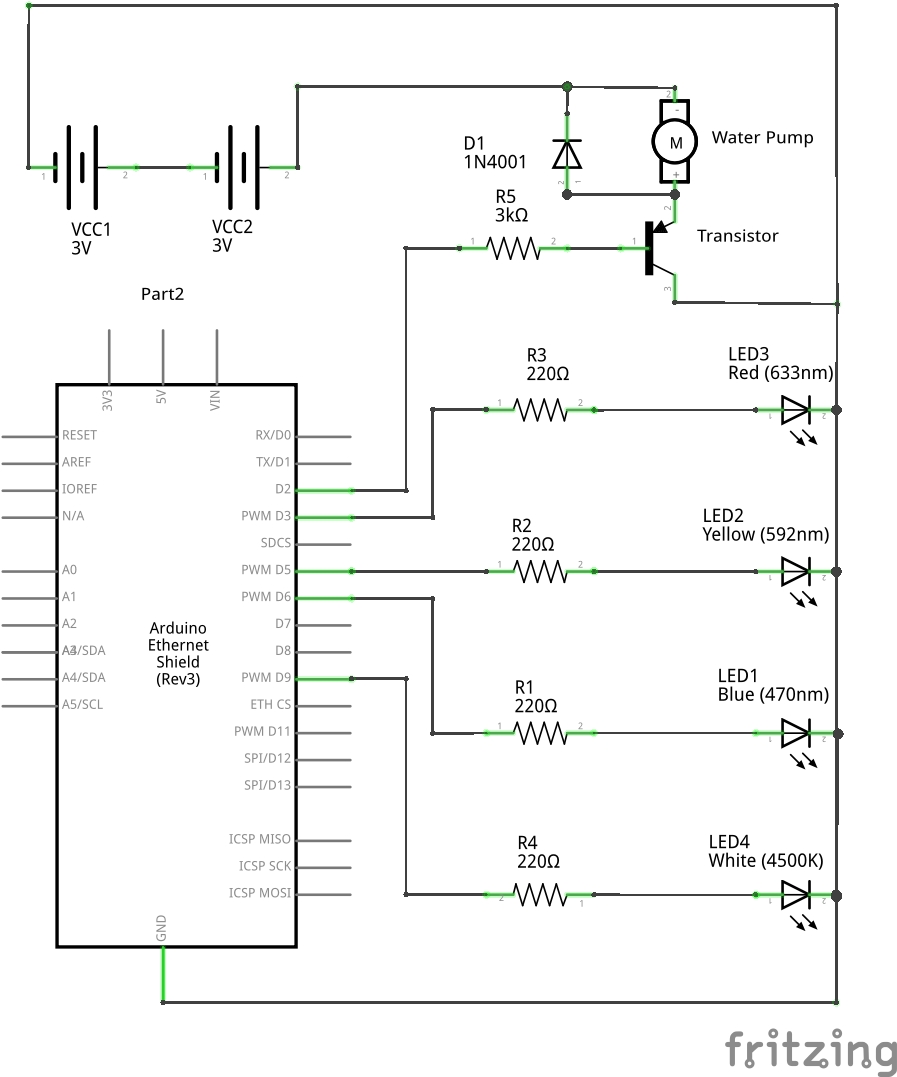 D1
1N4001
M
-
+
2
Water Pump
1
2
1
2
2
1
VCC1
3V
VCC2
3V
R5
3kΩ
1
2
1
2
3
Transistor
Part2
3V3
5V
VIN
RESET
AREF
IOREF
N/A
A0
A1
A2
A4/SDA
A5/SCL
Arduino
Ethernet
Shield
(Rev3)
RX/D0
TX/D1
D2
PWM D3
SDCS
PWM D5
PWM D6
D7
D8
PWM D9
ETH CS
PWM D11
SPI/D12
SPI/D13
ICSP MISO
ICSP SCK
ICSP MOSI
GND
R3
220Ω
1
2
LED3
Red (633nm)
1
2
R2
220Ω
1
2
LED2
Yellow (592nm)
1
2
R1
220Ω
1
2
LED1
Blue (470nm)
1
2
R4
220Ω
2
1
LED4
White (4500K)
1
2
fritzing